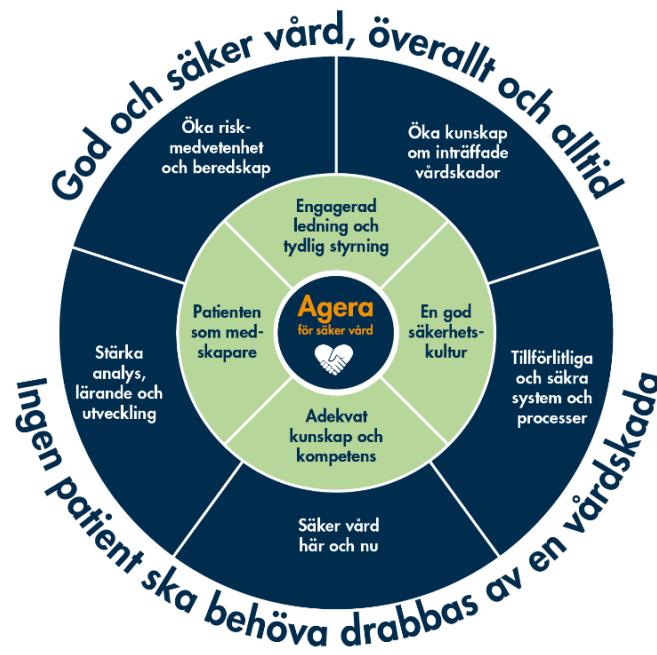 God och säker vård, överallt och alltid
Öka risk-
medvetenhet
och beredskap
Öka kunskap
om inträffade
vårdskador
Engagerad
ledning och
tydlig styrning
Patienten
som med-
skapare
Agera
för säker vård
En god
säkerhets-
kultur
Stärka
analys,
lärande och
utveckling
Tillförlitliga
och säkra
system och
processer
Adekvat
kunskap och
kompetens
Säker vård
här och nu
Ingen patient ska behöva drabbas av en vårdskada